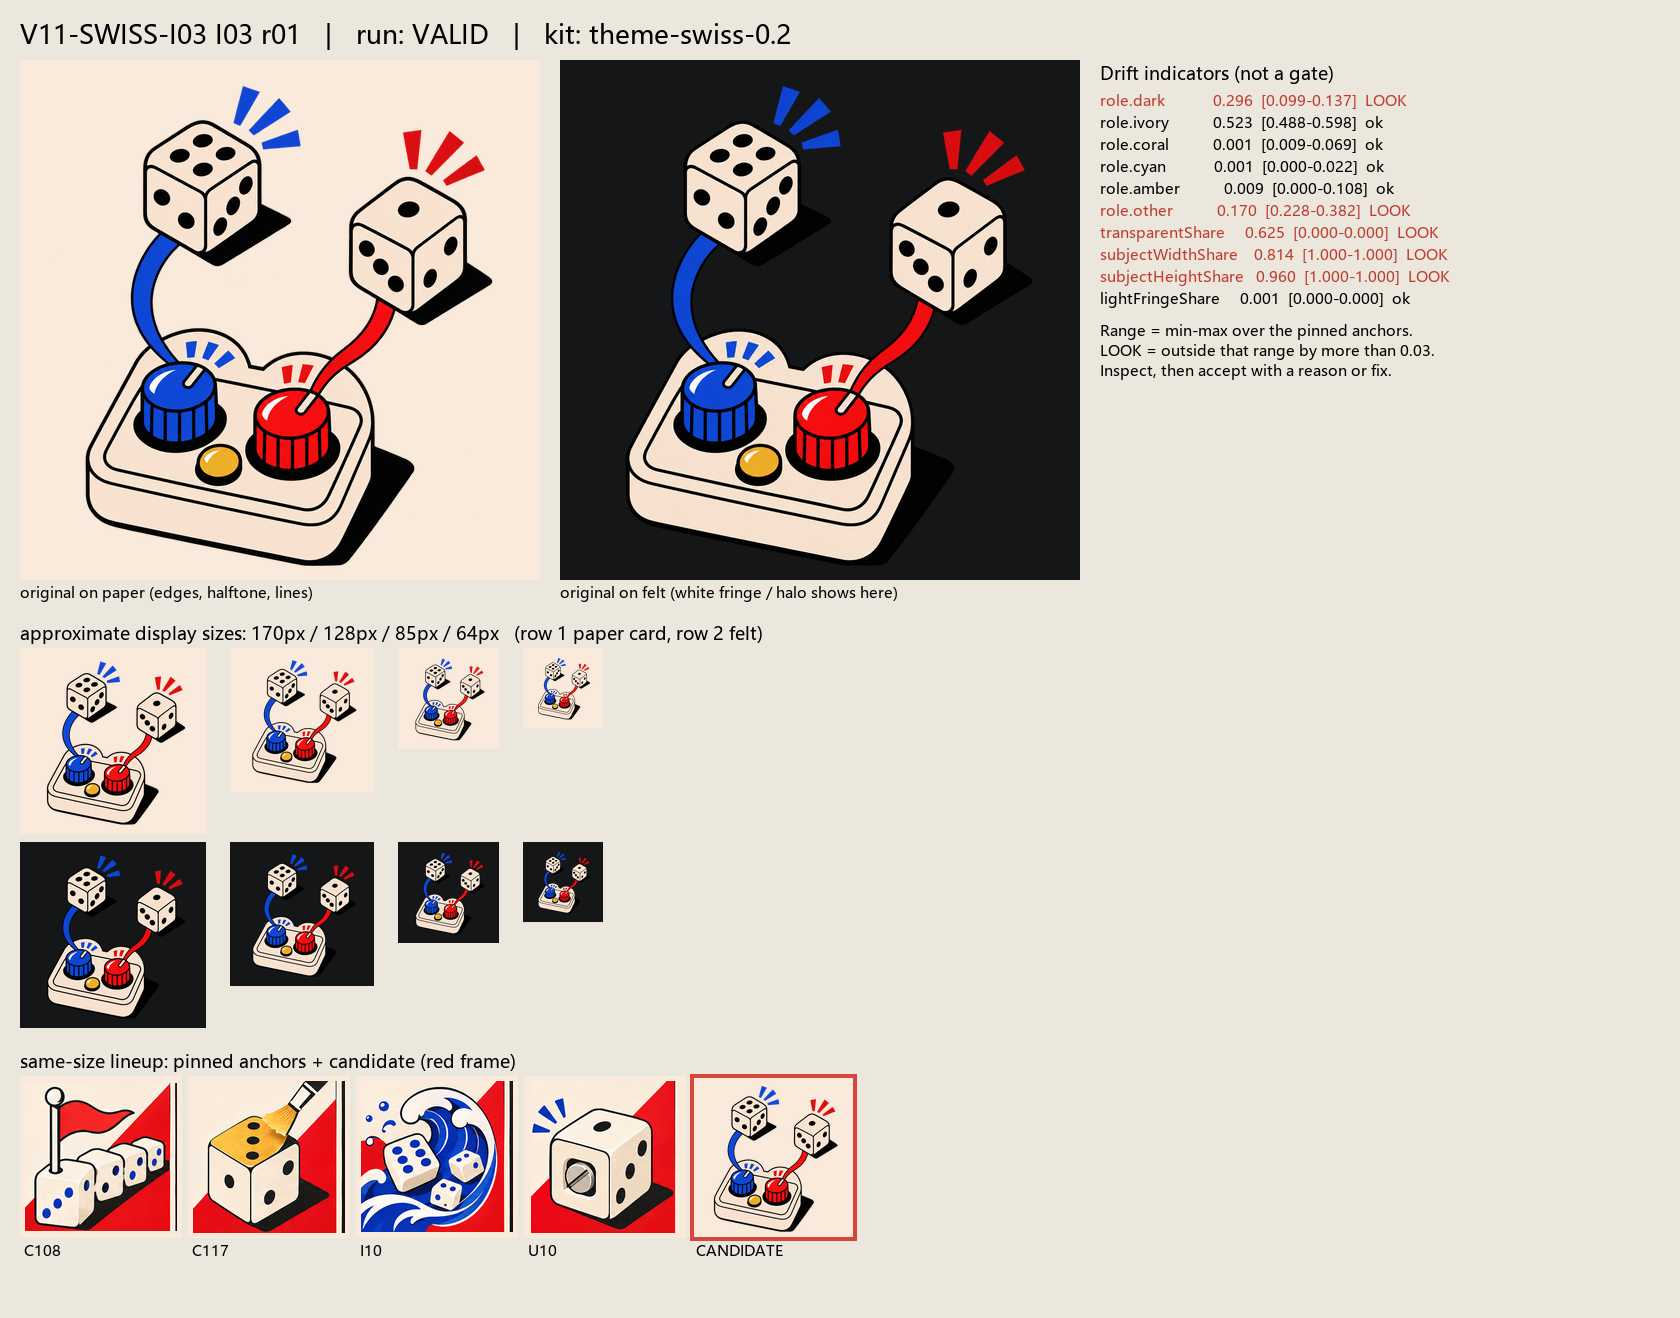 V11-SWISS-I03 I03 r01 | run: VALID | kit: theme-swiss-0.2
Drift indicators (not a gate)
role.dark 0.296 [0.099-0.137] LOOK
role.ivory 0.523 [0.488-0.598] ok
role.coral 0.001 [0.009-0.069] ok
role.cyan 0.001 [0.000-0.022] ok
role.amber 0.009 [0.000-0.108] ok
role.other 0.170 [0.228-0.382] LOOK
transparentShare 0.625 [0.000-0.000] LOOK
subjectWidthShare 0.814 [1.000-1.000] LOOK
subjectHeightShare 0.960 [1.000-1.000] LOOK
lightFringeShare 0.001 [0.000-0.000] ok
Range = min-max over the pinned anchors.
LOOK = outside that range by more than 0.03.
Inspect, then accept with a reason or fix.
original on paper (edges, halftone, lines)
original on felt (white fringe / halo shows here)
approximate display sizes: 170px / 128px / 85px / 64px (row 1 paper card, row 2 felt)
same-size lineup: pinned anchors + candidate (red frame)
C108
C117
I10
U10
CANDIDATE